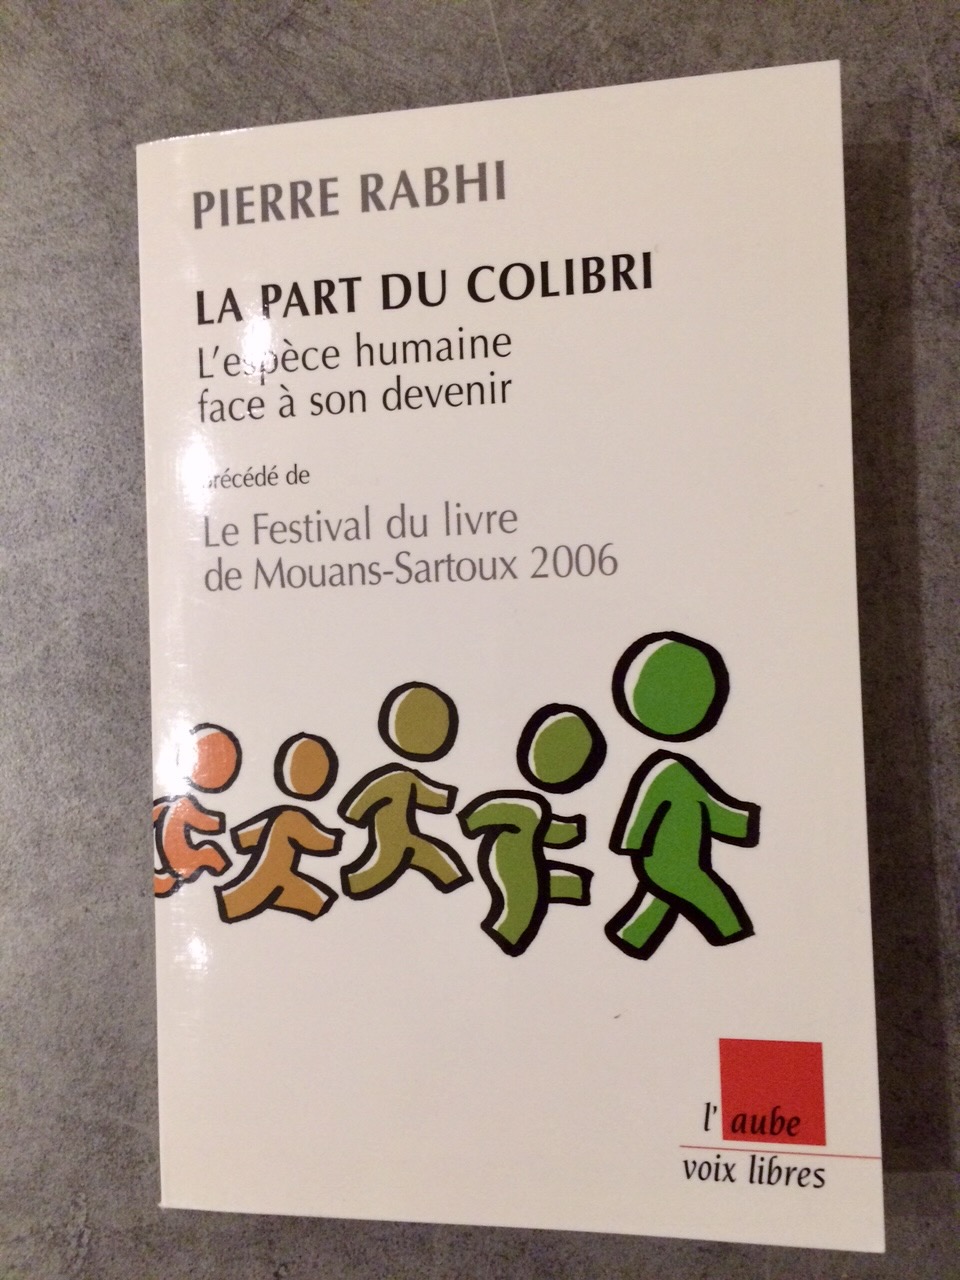 PIERRE RABHI
LA PART DU COLIBRI
L'espèce humaine
face à son devenir
précédé de
Le Festival du livre
de Mouans-Sartoux 2006
l'aube
voix libres